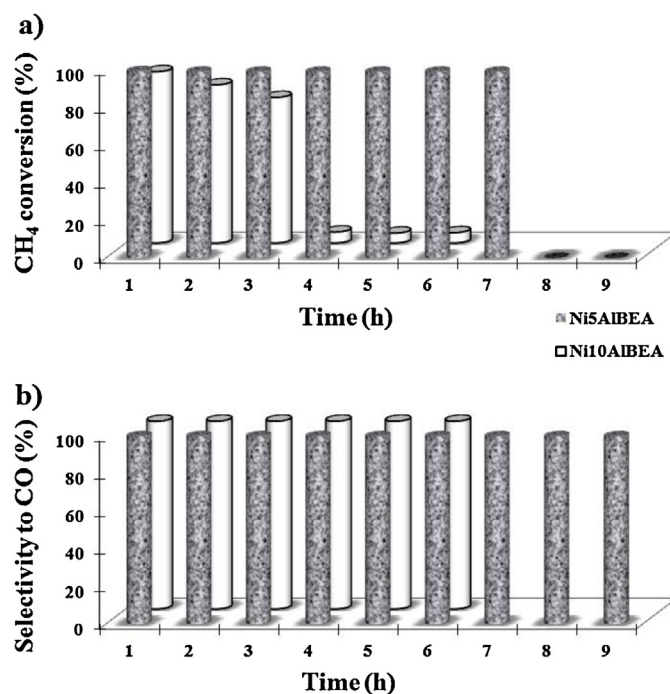 a)
CH₄ conversion (%)
100
80
60
40
20
0
1 2 3 4 5 6 7 8 9
Time (h)
Ni5AlBEA
Ni10AlBEA
b)
Selectivity to CO (%)
100
80
60
40
20
0
1 2 3 4 5 6 7 8 9
Time (h)